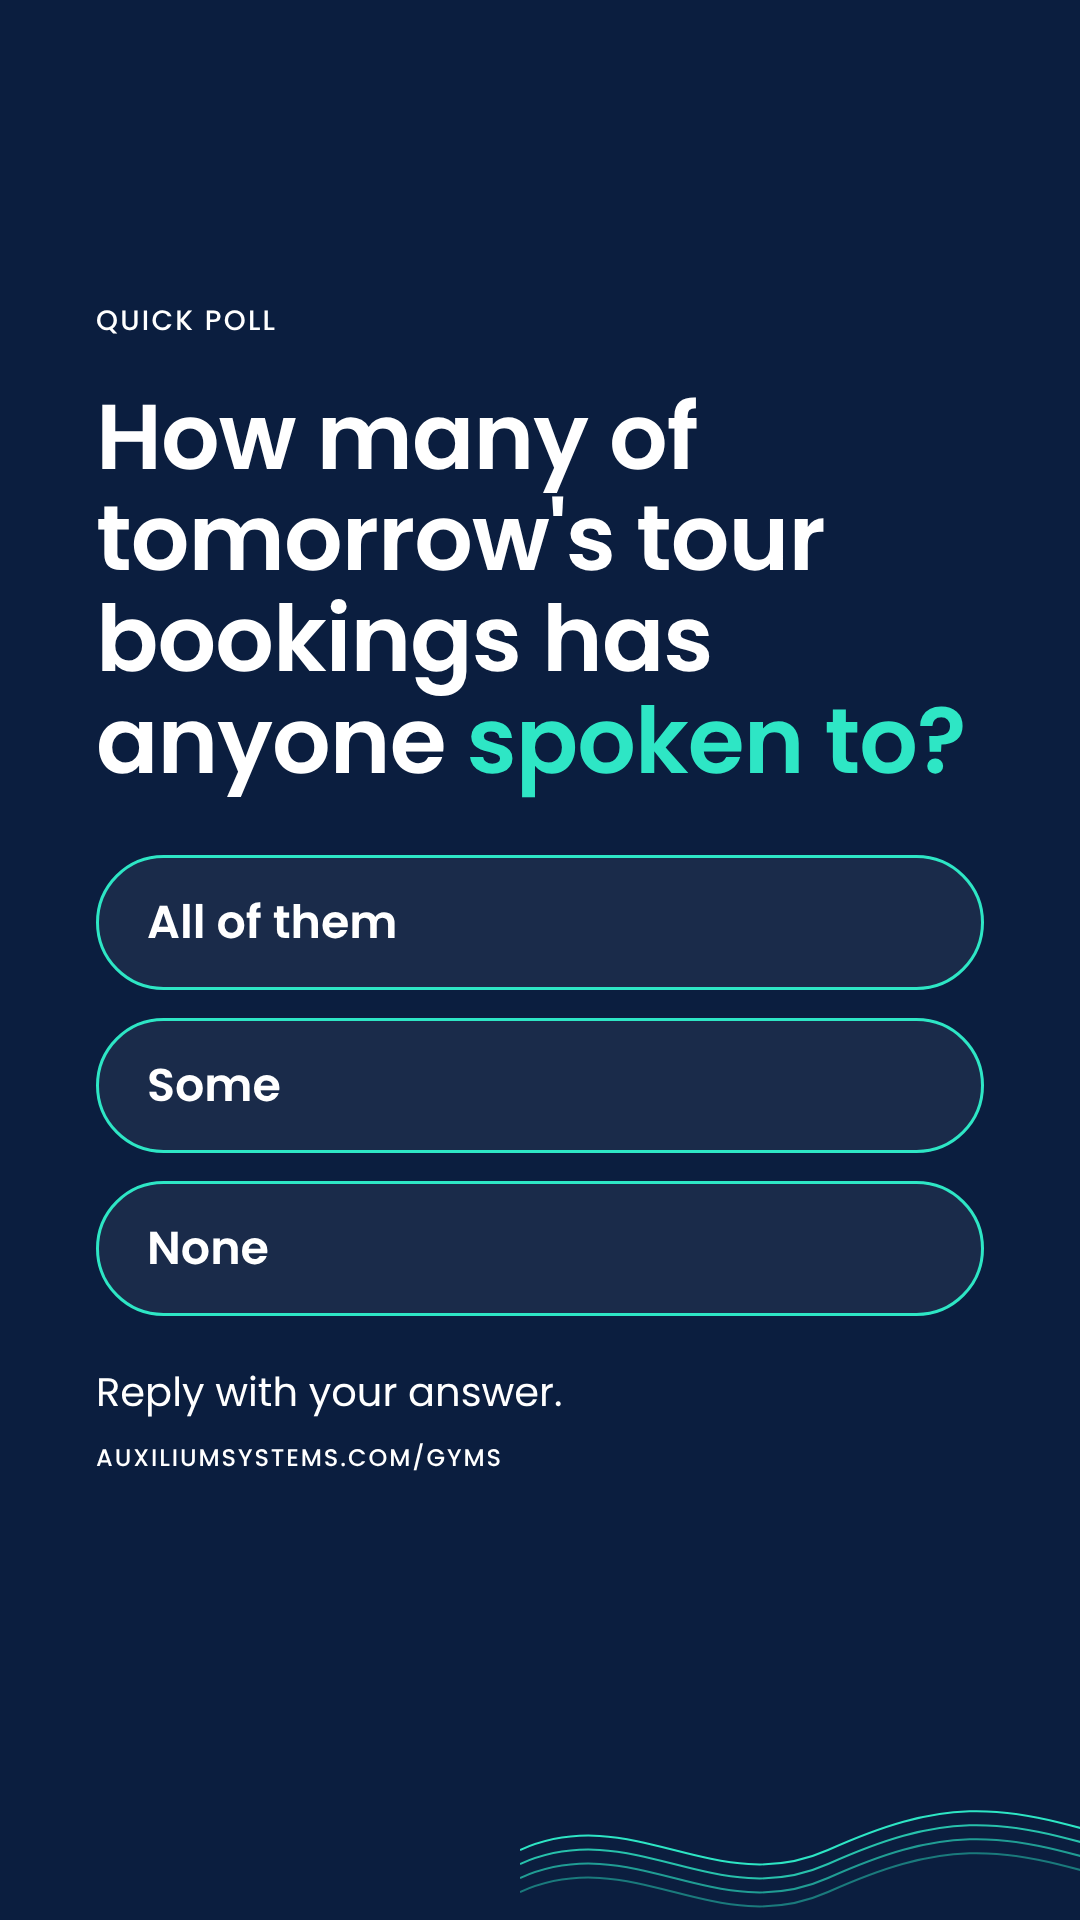 QUICK POLL
How many of
tomorrow's tour
bookings has
anyone spoken to?
All of them
Some
None
Reply with your answer.
AUXILIUMSYSTEMS.COM/GYMS